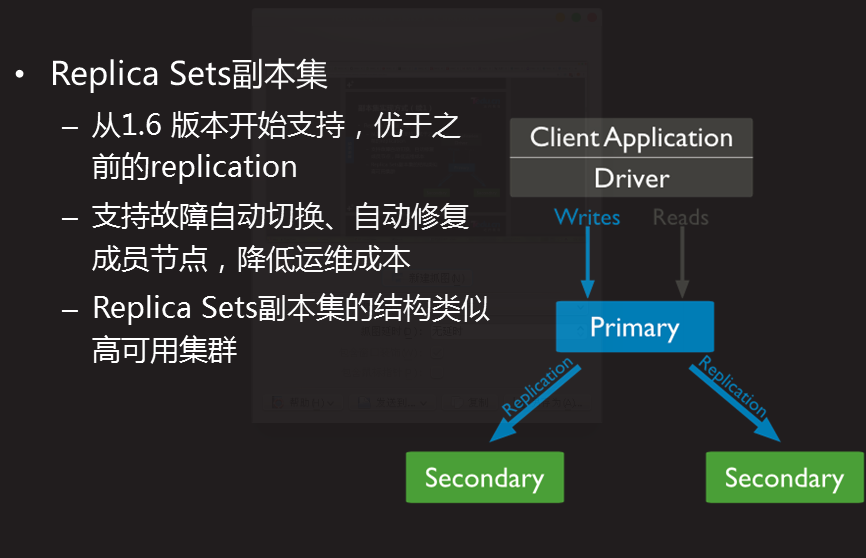 • Replica Sets副本集
– 从1.6 版本开始支持，优于之
前的replication
– 支持故障自动切换、自动修复
成员节点，降低运维成本
– Replica Sets副本集的结构类似
高可用集群
Client Application
Driver
Writes Reads
Primary
Replication Replication
Secondary Secondary